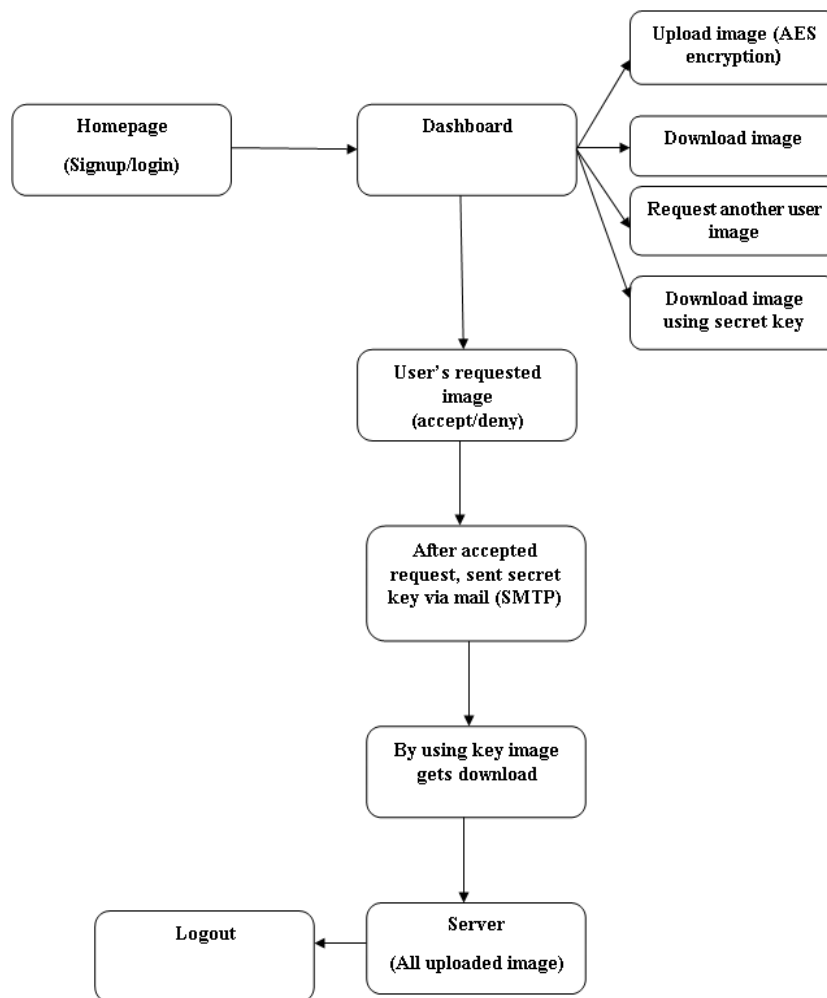 Upload image (AES
encryption)
Homepage
(Signup/login)
Dashboard
Download image
Request another user
image
Download image
using secret key
User’s requested
image
(accept/deny)
After accepted
request, sent secret
key via mail (SMTP)
By using key image
gets download
Logout
Server
(All uploaded image)